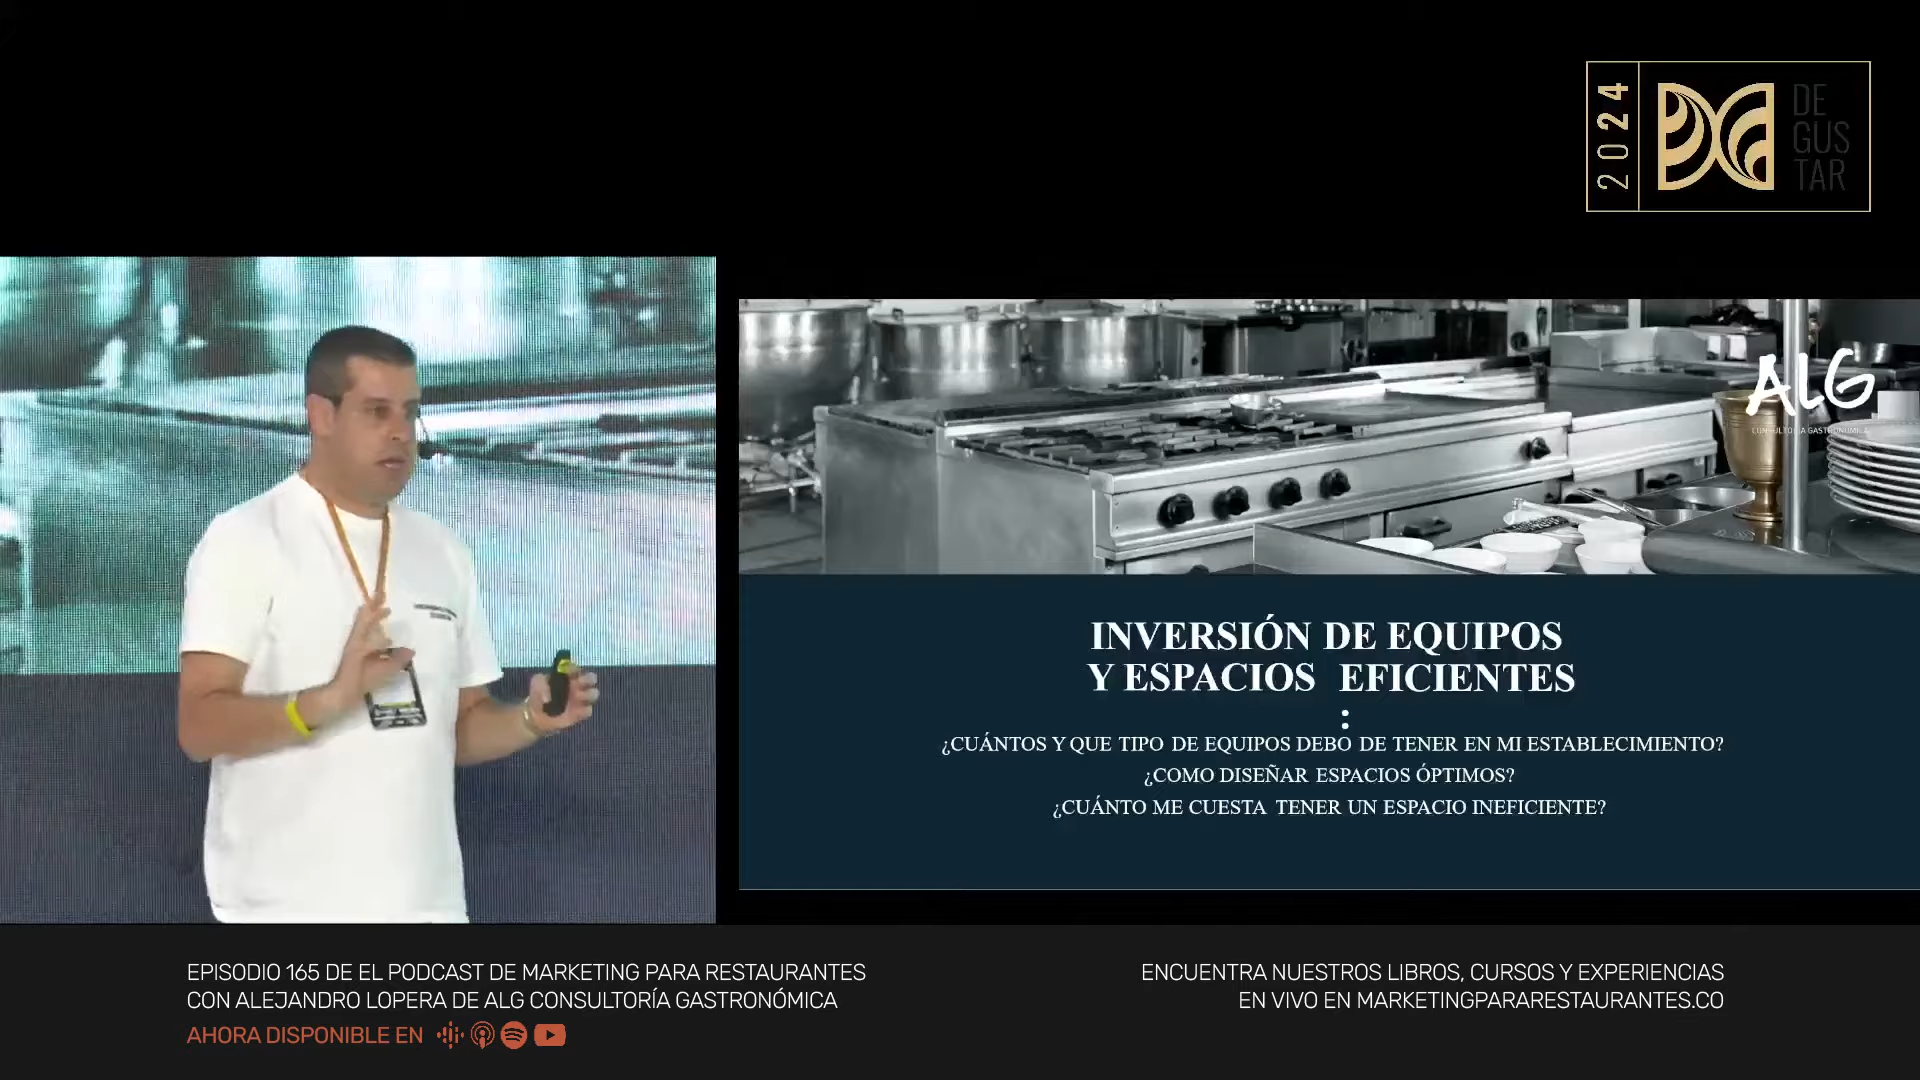 2024
DE
GUS
TAR
ALG
CONSULTORÍA GASTRONÓMICA
INVERSIÓN DE EQUIPOS
Y ESPACIOS EFICIENTES
:
¿CUÁNTOS Y QUE TIPO DE EQUIPOS DEBO DE TENER EN MI ESTABLECIMIENTO?
¿COMO DISEÑAR ESPACIOS ÓPTIMOS?
¿CUÁNTO ME CUESTA TENER UN ESPACIO INEFICIENTE?
EPISODIO 165 DE EL PODCAST DE MARKETING PARA RESTAURANTES
CON ALEJANDRO LOPERA DE ALG CONSULTORÍA GASTRONÓMICA
AHORA DISPONIBLE EN
ENCUENTRA NUESTROS LIBROS, CURSOS Y EXPERIENCIAS
EN VIVO EN MARKETINGPARARESTAURANTES.CO